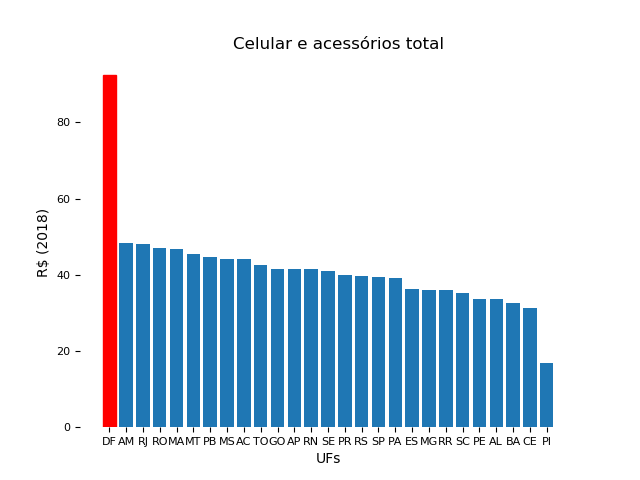 Celular e acessórios total
R$ (2018)
80
60
40
20
0
DF AM RJ RO MA MT PB MS AC TO GO AP RN SE PR RS SP PA ES MG RR SC PE AL BA CE PI
UFs